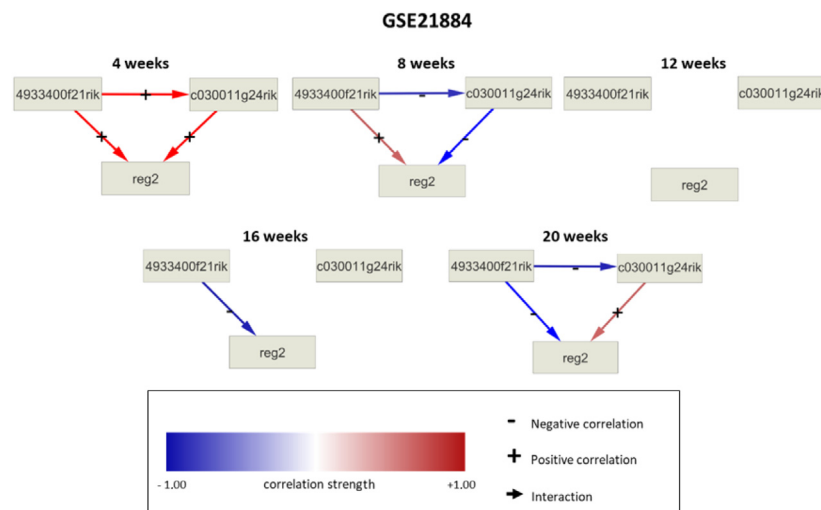 GSE21884
4 weeks
8 weeks
12 weeks
4933400f21rik + c030011g24rik
4933400f21rik - c030011g24rik
4933400f21rik c030011g24rik
+ +
+ -
reg2
reg2
reg2
16 weeks
20 weeks
4933400f21rik c030011g24rik
4933400f21rik - c030011g24rik
-
- +
reg2
reg2
- Negative correlation
+ Positive correlation
- 1.00 correlation strength +1.00
Interaction